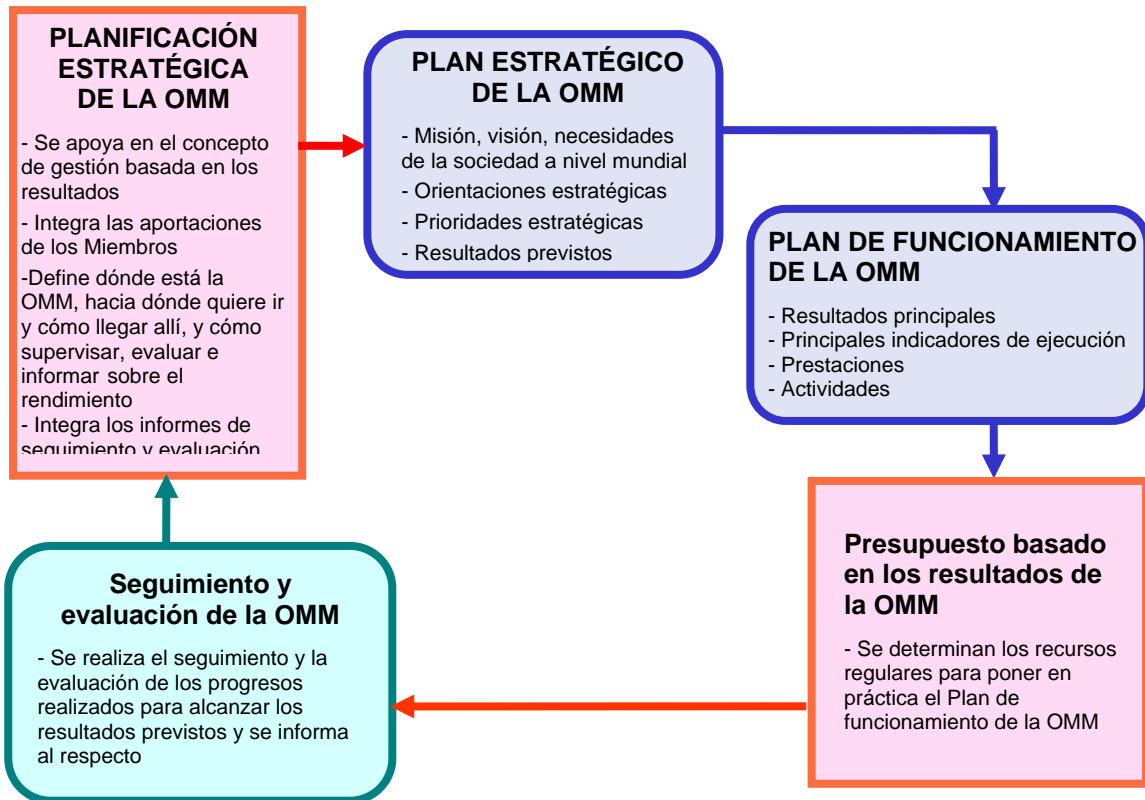 PLANIFICACIÓN
ESTRATÉGICA
DE LA OMM
- Se apoya en el concepto
de gestión basada en los
resultados
- Integra las aportaciones
de los Miembros
-Define dónde está la
OMM, hacia dónde quiere ir
y cómo llegar allí, y cómo
supervisar, evaluar e
informar sobre el
rendimiento
- Integra los informes de
seguimiento y evaluación
PLAN ESTRATÉGICO
DE LA OMM
- Misión, visión, necesidades
de la sociedad a nivel mundial
- Orientaciones estratégicas
- Prioridades estratégicas
- Resultados previstos
PLAN DE FUNCIONAMIENTO
DE LA OMM
- Resultados principales
- Principales indicadores de ejecución
- Prestaciones
- Actividades
Presupuesto basado
en los resultados de
la OMM
- Se determinan los recursos
regulares para poner en
práctica el Plan de
funcionamiento de la OMM
Seguimiento y
evaluación de la OMM
- Se realiza el seguimiento y la
evaluación de los progresos
realizados para alcanzar los
resultados previstos y se informa
al respecto